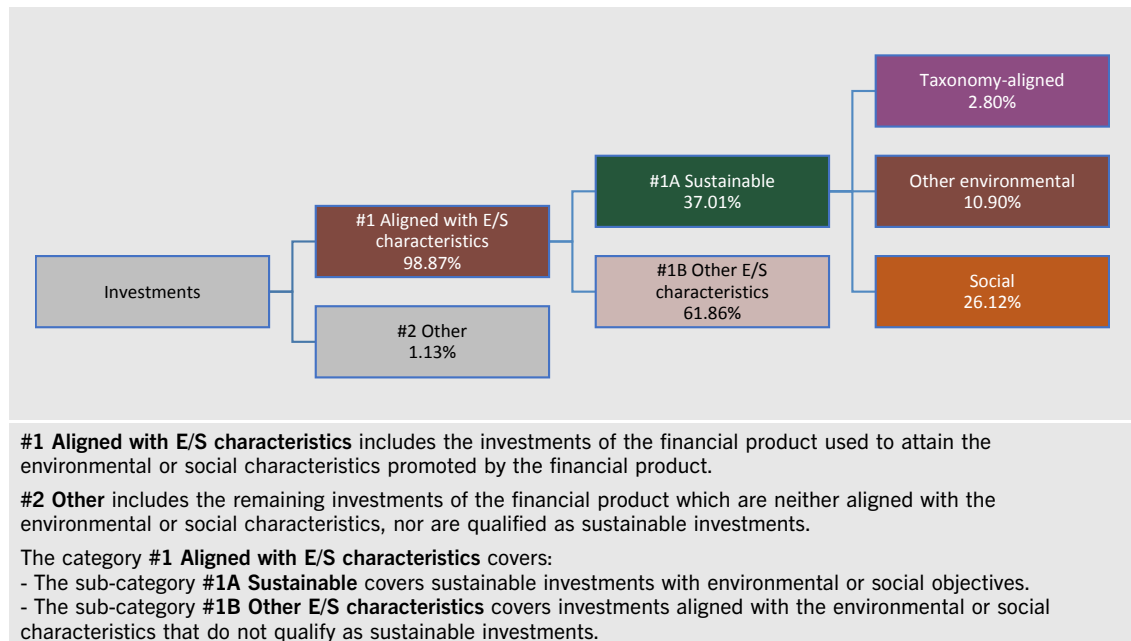 Investments
#1 Aligned with E/S
characteristics
98.87%
#2 Other
1.13%
#1A Sustainable
37.01%
#1B Other E/S
characteristics
61.86%
Taxonomy-aligned
2.80%
Other environmental
10.90%
Social
26.12%
#1 Aligned with E/S characteristics includes the investments of the financial product used to attain the
environmental or social characteristics promoted by the financial product.
#2 Other includes the remaining investments of the financial product which are neither aligned with the
environmental or social characteristics, nor are qualified as sustainable investments.
The category #1 Aligned with E/S characteristics covers:
- The sub-category #1A Sustainable covers sustainable investments with environmental or social objectives.
- The sub-category #1B Other E/S characteristics covers investments aligned with the environmental or social
characteristics that do not qualify as sustainable investments.